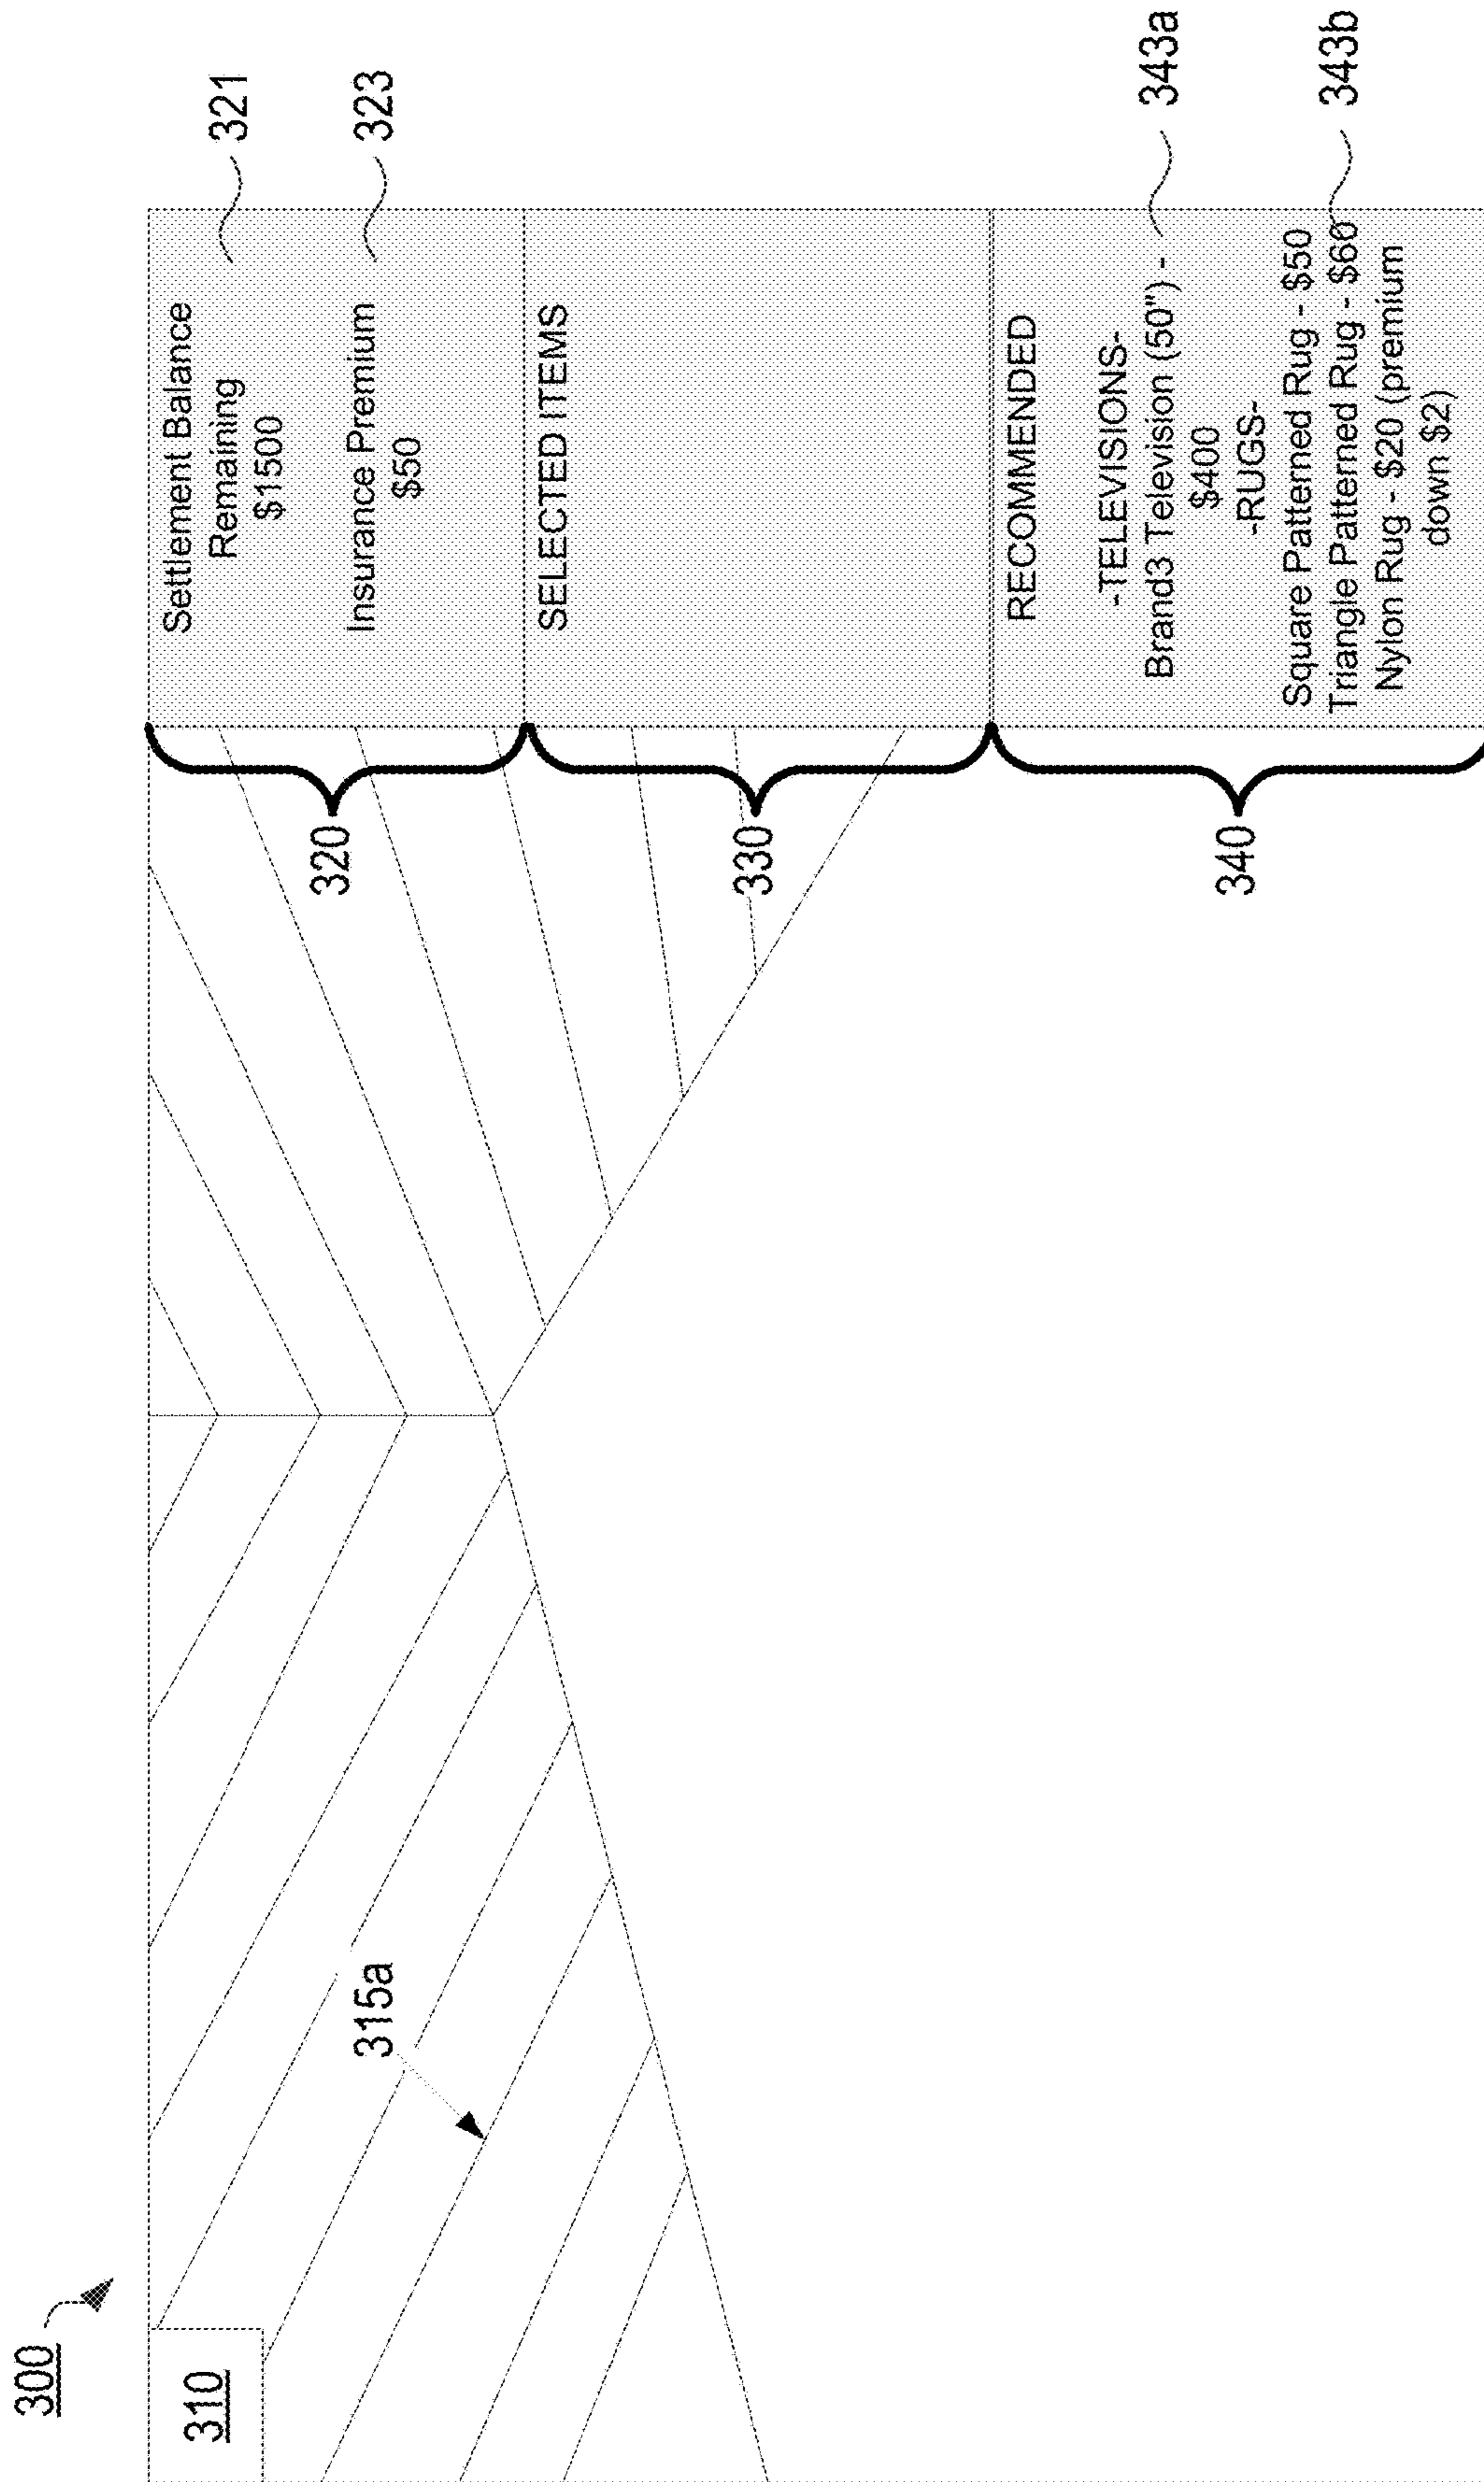 300
310
315a
320
Settlement Balance
Remaining
$1500
321
Insurance Premium
$50
323
330
SELECTED ITEMS
340
RECOMMENDED
-TELEVISIONS-
Brand3 Television (50") -
$400
343a
-RUGS-
Square Patterned Rug - $50
Triangle Patterned Rug - $60
343b
Nylon Rug - $20 (premium
down $2)